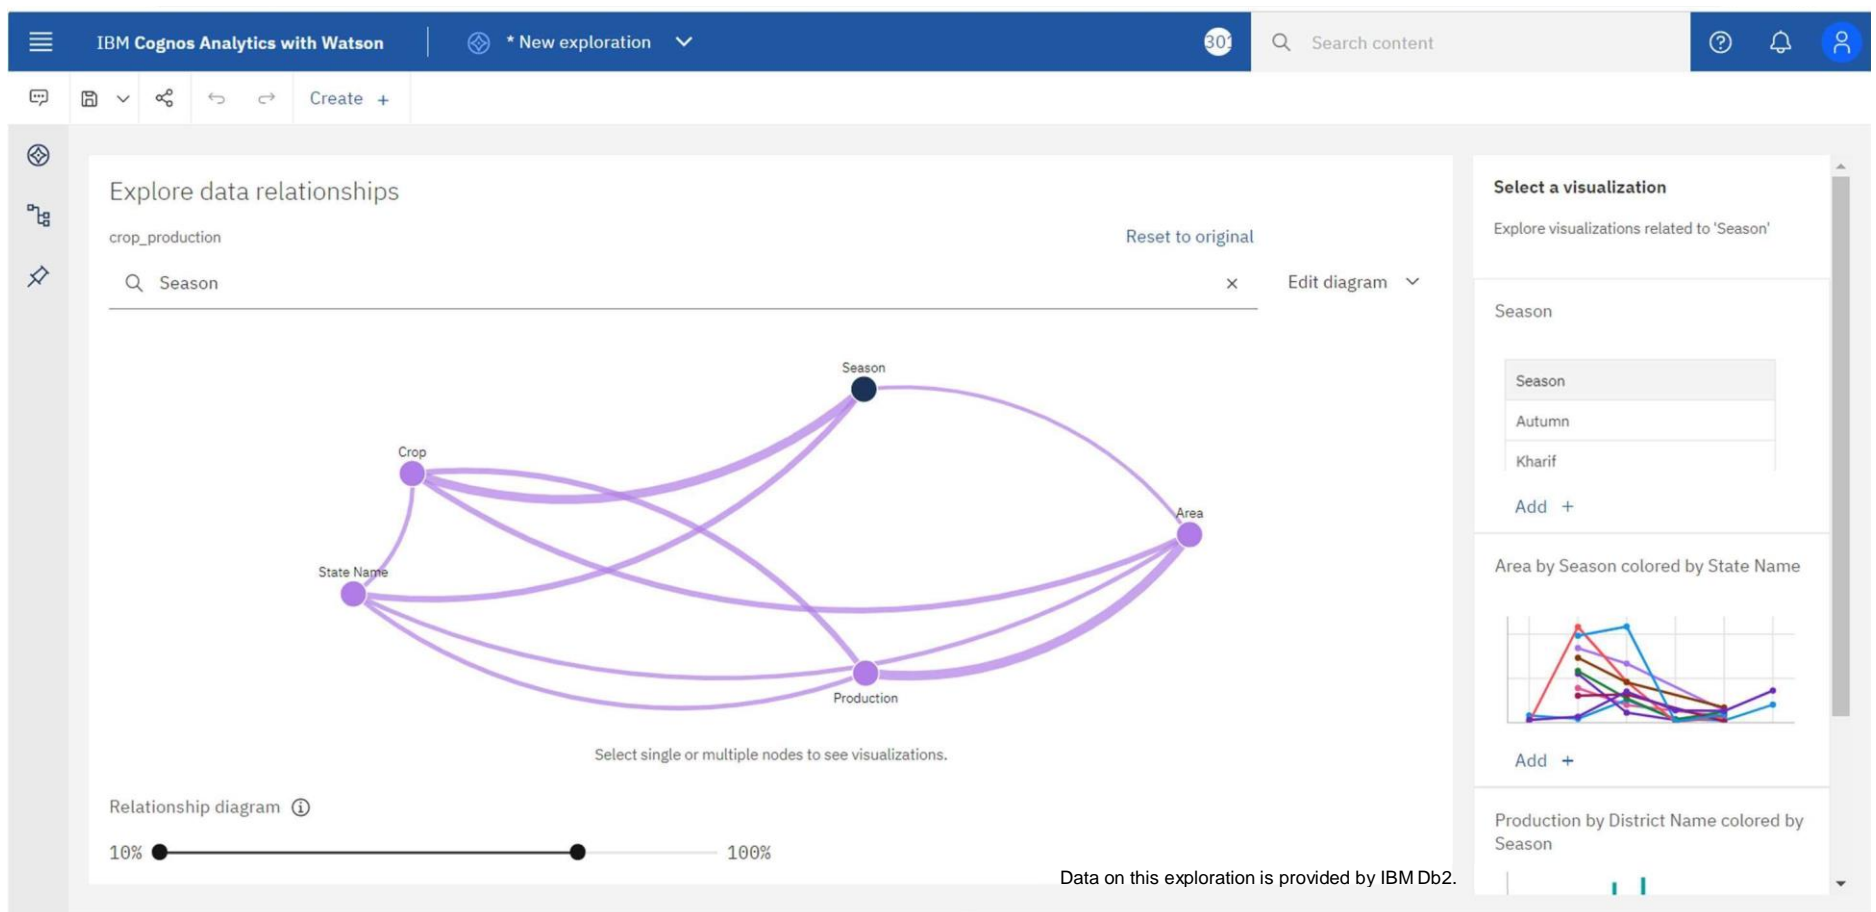 IBM Cognos Analytics with Watson
* New exploration
301
Search content
Create +
Explore data relationships
crop_production
Reset to original
Season
Edit diagram
Season
Crop
Area
State Name
Production
Select single or multiple nodes to see visualizations.
Relationship diagram
10%
100%
Data on this exploration is provided by IBM Db2.
Select a visualization
Explore visualizations related to 'Season'
Season
Season
Autumn
Kharif
Add +
Area by Season colored by State Name
Add +
Production by District Name colored by
Season